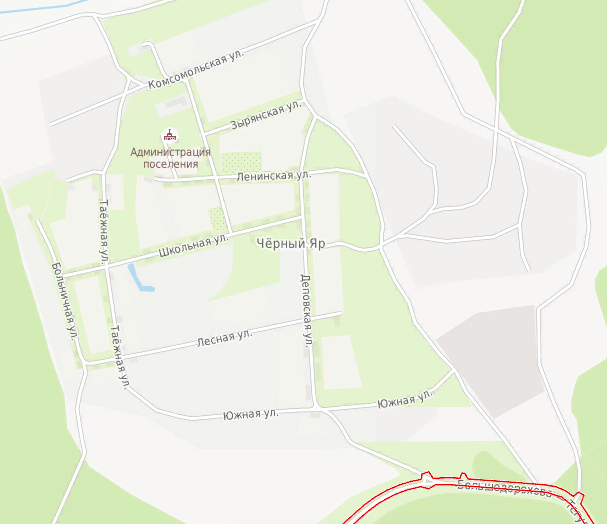 Комсомольская ул.
Зырянская ул.
Администрация
поселения
Ленинская ул.
Таёжная ул.
Школьная ул.
Чёрный Яр
Больничная ул.
Деповская ул.
Таёжная ул.
Лесная ул.
Южная ул.
Южная ул.
Большедорохово —